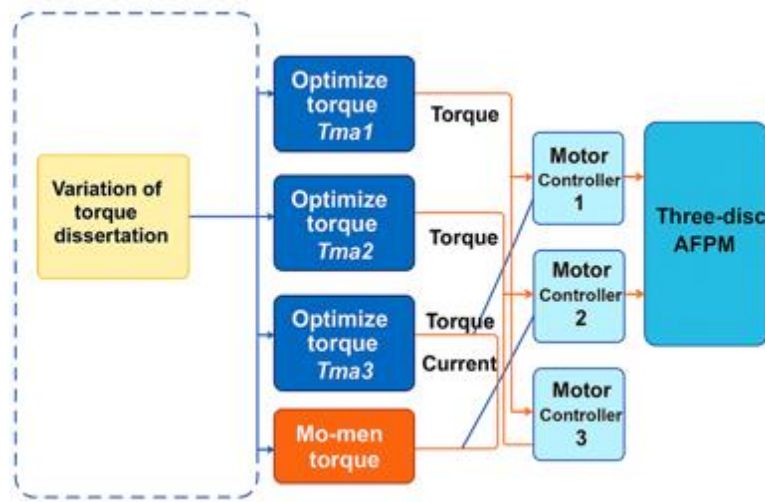 Variation of
torque
dissertation
Optimize
torque
Tma1
Optimize
torque
Tma2
Optimize
torque
Tma3
Mo-men
torque
Torque
Torque
Torque
Current
Motor
Controller
1
Motor
Controller
2
Motor
Controller
3
Three-disc
AFPM